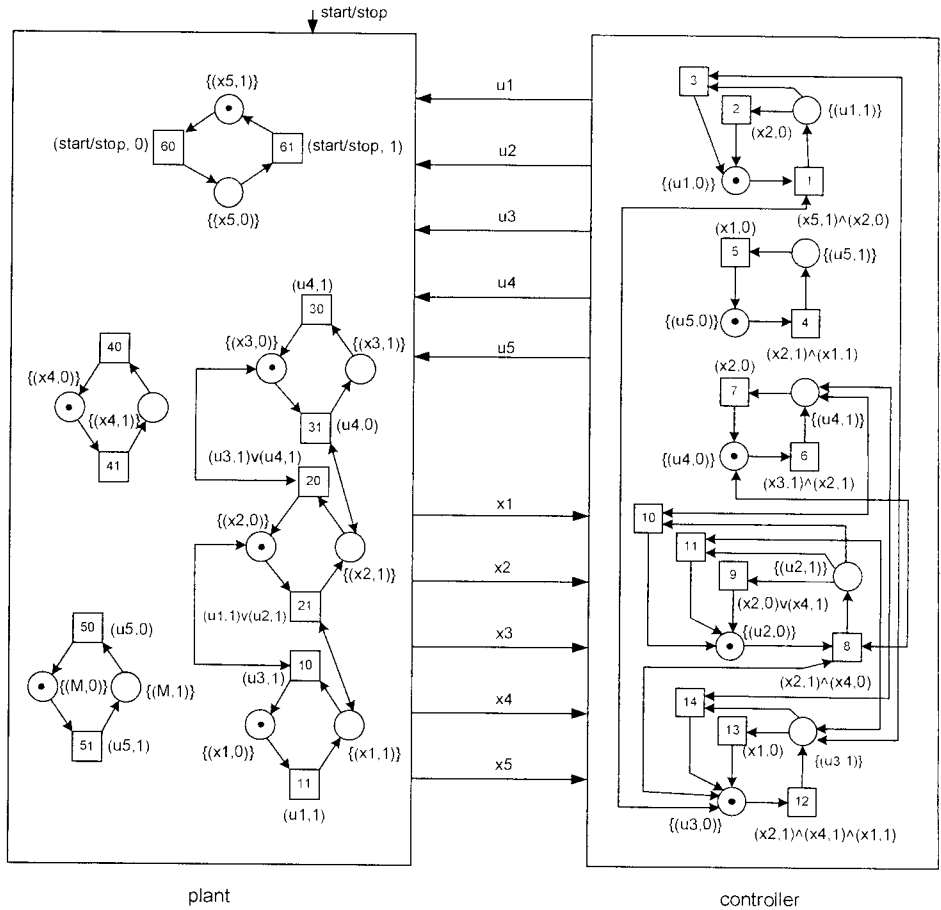 start/stop
{(x5,1)}
(start/stop, 0)
60
61
(start/stop, 1)
{(x5,0)}
(u4,1)
30
{(x3,0)}
{(x3,1)}
31
(u4,0)
40
{(x4,0)}
{(x4,1)}
41
(u3,1)v(u4,1)
20
{(x2,0)}
{(x2,1)}
21
(u1,1)v(u2,1)
10
(u3,1)
{(x1,0)}
{(x1,1)}
11
(u1,1)
50
(u5,0)
{(M,0)}
{(M,1)}
51
(u5,1)
plant
u1
u2
u3
u4
u5
x1
x2
x3
x4
x5
3
2
{(u1,1)}
(x2,0)
{(u1,0)}
1
(x5,1)^(x2,0)
(x1,0)
5
{(u5,1)}
{(u5,0)}
4
(x2,1)^(x1,1)
(x2,0)
7
{(u4,1)}
{(u4,0)}
6
(x3,1)^(x2,1)
10
11
{(u2,1)}
9
(x2,0)v(x4,1)
{(u2,0)}
8
(x2,1)^(x4,0)
14
13
(x1,0)
{(u3 1)}
{(u3,0)}
12
(x2,1)^(x4,1)^(x1,1)
controller